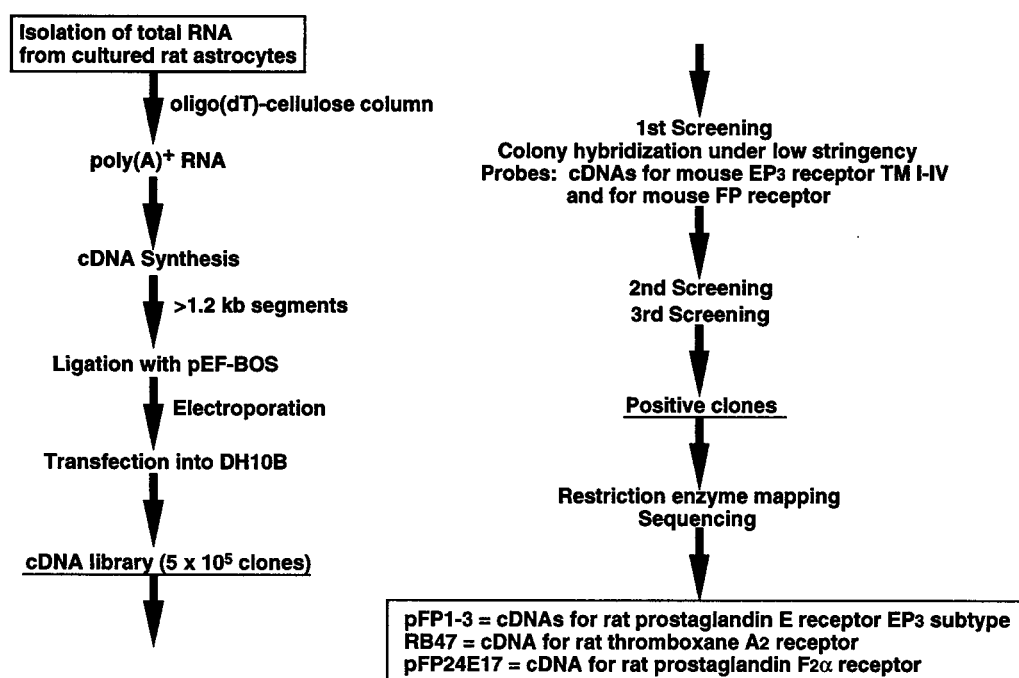 Isolation of total RNA
from cultured rat astrocytes
oligo(dT)-cellulose column
poly(A)+ RNA
cDNA Synthesis
>1.2 kb segments
Ligation with pEF-BOS
Electroporation
Transfection into DH10B
cDNA library (5 x 10⁵ clones)
1st Screening
Colony hybridization under low stringency
Probes: cDNAs for mouse EP3 receptor TM I-IV
and for mouse FP receptor
2nd Screening
3rd Screening
Positive clones
Restriction enzyme mapping
Sequencing
pFP1-3 = cDNAs for rat prostaglandin E receptor EP3 subtype
RB47 = cDNA for rat thromboxane A2 receptor
pFP24E17 = cDNA for rat prostaglandin F2α receptor